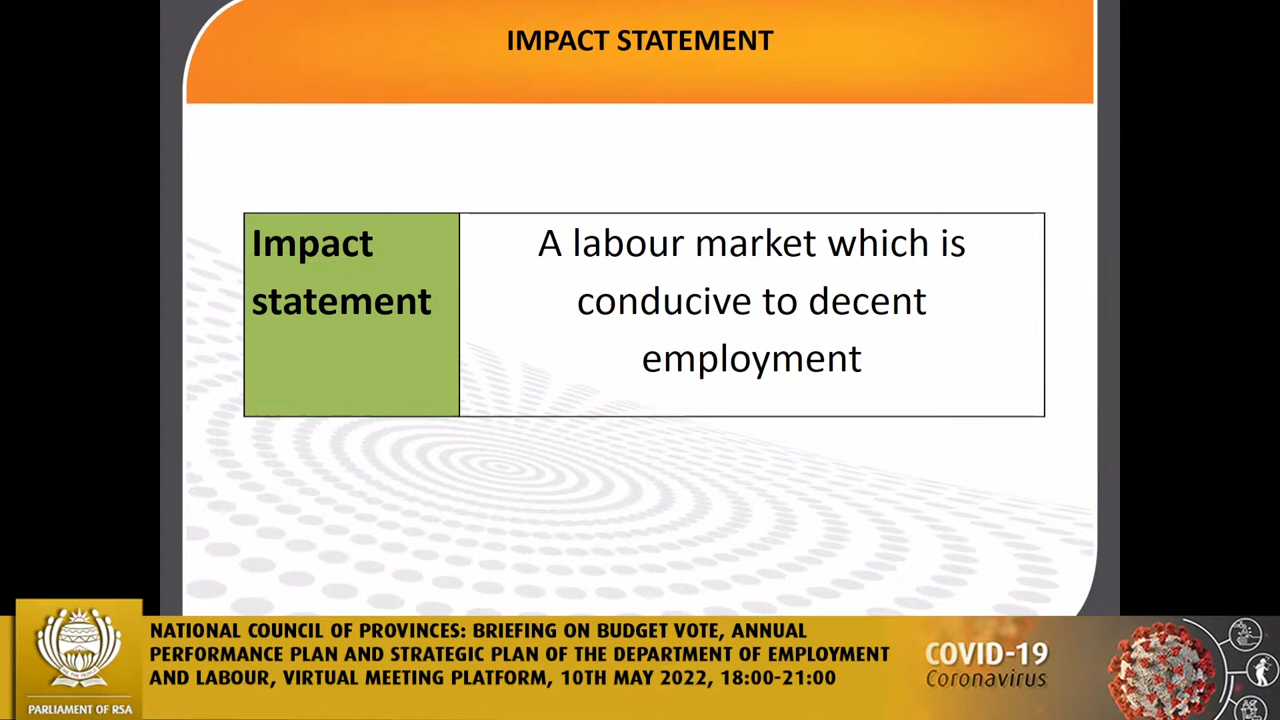 IMPACT STATEMENT
Impact
statement
A labour market which is
conducive to decent
employment
NATIONAL COUNCIL OF PROVINCES: BRIEFING ON BUDGET VOTE, ANNUAL
PERFORMANCE PLAN AND STRATEGIC PLAN OF THE DEPARTMENT OF EMPLOYMENT
AND LABOUR, VIRTUAL MEETING PLATFORM, 10TH MAY 2022, 18:00-21:00
PARLIAMENT OF RSA
COVID-19
Coronavirus